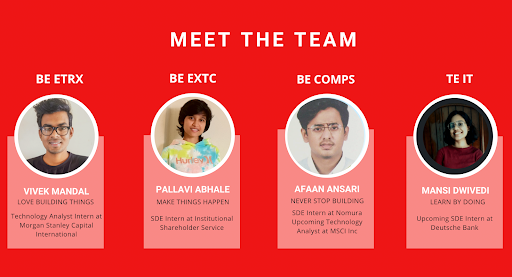 MEET THE TEAM
BE ETRX
VIVEK MANDAL
LOVE BUILDING THINGS
Technology Analyst Intern at
Morgan Stanley Capital
International
BE EXTC
Hurley
PALLAVI ABHALE
MAKE THINGS HAPPEN
SDE Intern at Institutional
Shareholder Service
BE COMPS
AFAAN ANSARI
NEVER STOP BUILDING
SDE Intern at Nomura
Upcoming Technology
Analyst at MSCI Inc
TE IT
MANSI DWIVEDI
LEARN BY DOING
Upcoming SDE Intern at
Deutsche Bank